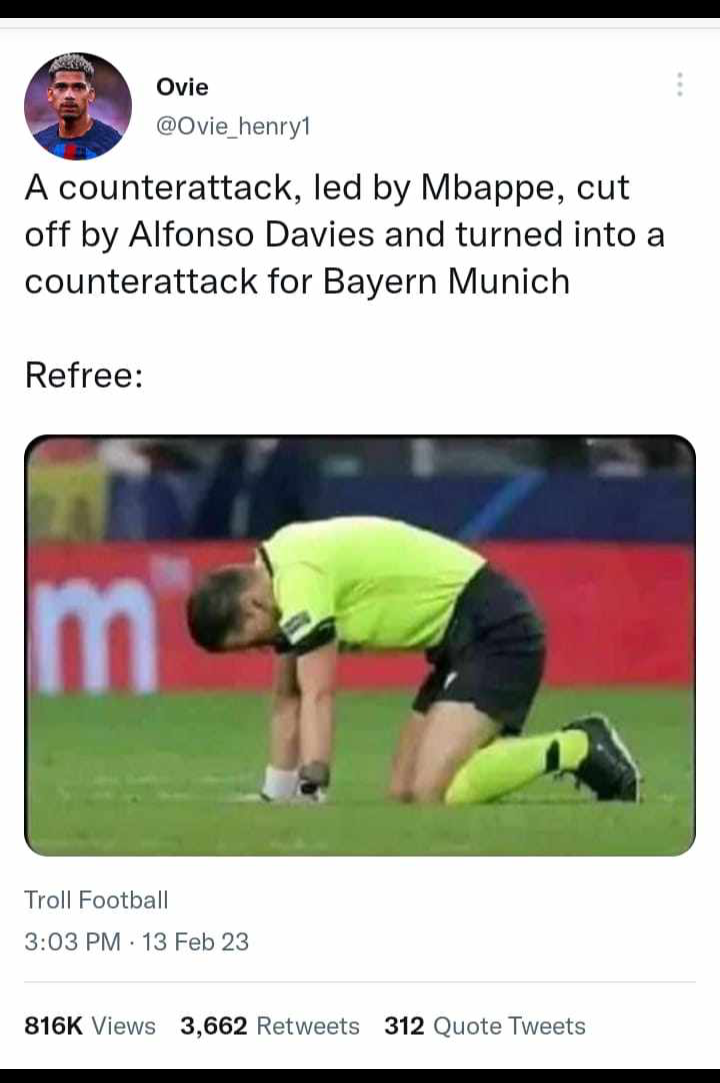 Ovie
@Ovie_henry1
A counterattack, led by Mbappe, cut
off by Alfonso Davies and turned into a
counterattack for Bayern Munich
Refree:
m
Troll Football
3:03 PM · 13 Feb 23
816K Views 3,662 Retweets 312 Quote Tweets